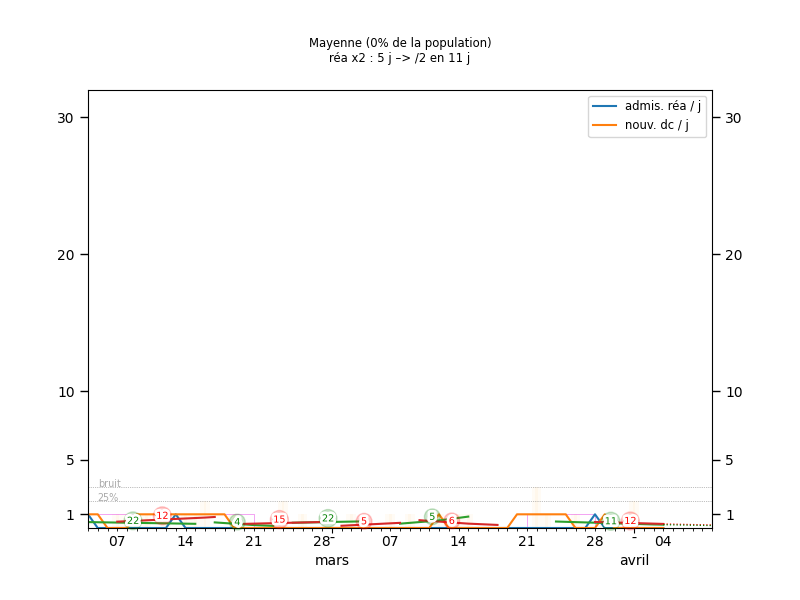 Mayenne (0% de la population)
réa x2 : 5 j –> /2 en 11 j
admis. réa / j
nouv. dc / j
30 30
20 20
10 10
5 5
bruit
25%
1 1
22 12 4 15 22 5 5 6 11 12
07 14 21 28 - 07 14 21 28 - 04
mars avril